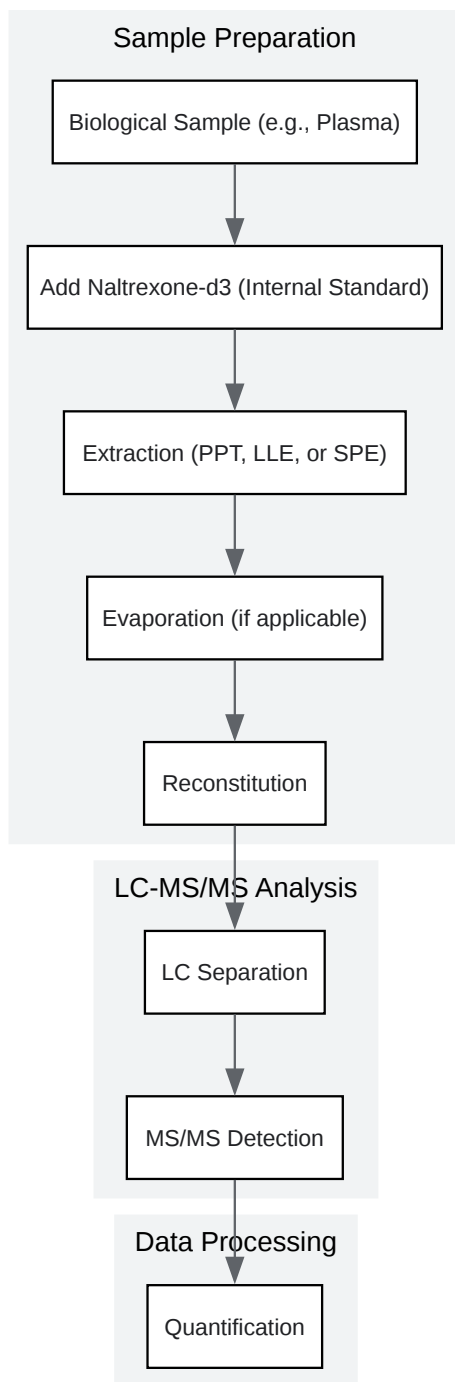 Sample Preparation
Biological Sample (e.g., Plasma)
Add Naltrexone-d3 (Internal Standard)
Extraction (PPT, LLE, or SPE)
Evaporation (if applicable)
Reconstitution
LC-MS/MS Analysis
LC Separation
MS/MS Detection
Data Processing
Quantification